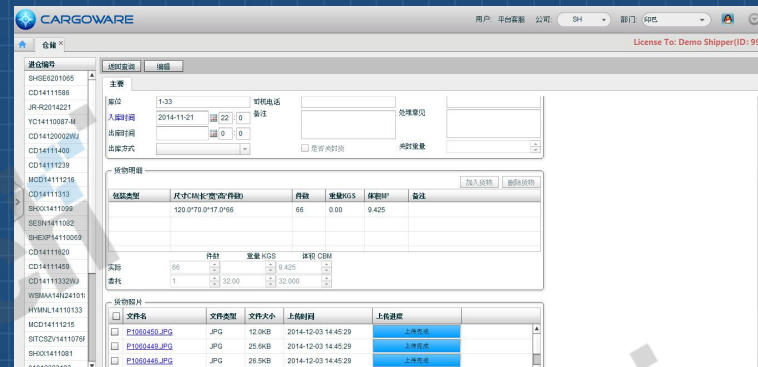 CARGOWARE
用户: 平台客服 公司: SH 部门: 印巴
仓储
License To: Demo Shipper(ID: 99
进仓编号
SHSE6201065
CD14111586
JR-R2014221
YC14110087-M
CD14120002WJ
CD14111400
CD14111239
MCD14111216
CD14111313
SHXX1411099
SESN1411082
SHEXP14110069
CD14111620
CD14111459
CD14111332WJ
WSMAA14N24101
HYMNL14110133
MCD14111215
SITCSZV1411076F
SHXX1411081
返回查询 编辑
主要
库位 1-33 司机电话
入库时间 2014-11-21 22 : 0 备注 处理意见
出库时间 0 : 0
出库方式 是否关封货 关封重量
货物明细
加入货物 删除货物
包装类型 尺寸CM(长*宽*高*件数) 件数 重量KGS 体积M³ 备注
120.0*70.0*17.0*66 66 0.00 9.425
件数 重量 KGS 体积 CBM
实际 66 9.425
委托 1 32.00 32.000
货物照片
文件名 文件类型 文件大小 上传时间 上传进度
P1060450.JPG JPG 12.0KB 2014-12-03 14:45:29 上传完成
P1060449.JPG JPG 25.6KB 2014-12-03 14:45:29 上传完成
P1060446.JPG JPG 26.5KB 2014-12-03 14:45:29 上传完成